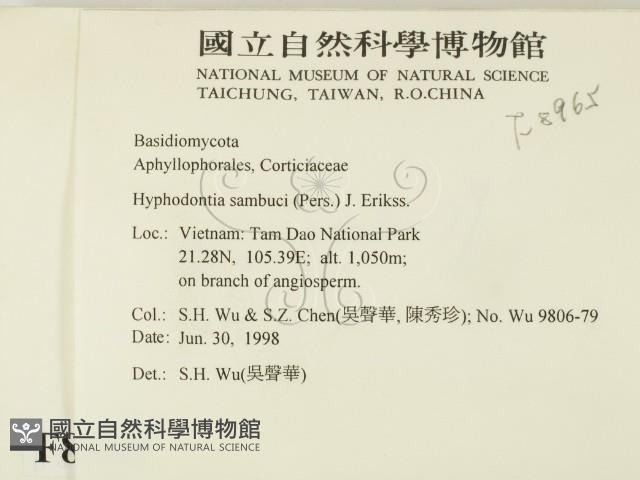 國立自然科學博物館
NATIONAL MUSEUM OF NATURAL SCIENCE
TAICHUNG, TAIWAN, R.O.CHINA
F-8965
Basidiomycota
Aphyllophorales, Corticiaceae
Hyphodontia sambuci (Pers.) J. Erikss.
Loc.: Vietnam: Tam Dao National Park
21.28N, 105.39E; alt. 1,050m;
on branch of angiosperm.
Col.: S.H. Wu & S.Z. Chen(吳聲華, 陳秀珍); No. Wu 9806-79
Date: Jun. 30, 1998
Det.: S.H. Wu(吳聲華)
國立自然科學博物館
NATIONAL MUSEUM OF NATURAL SCIENCE
F8